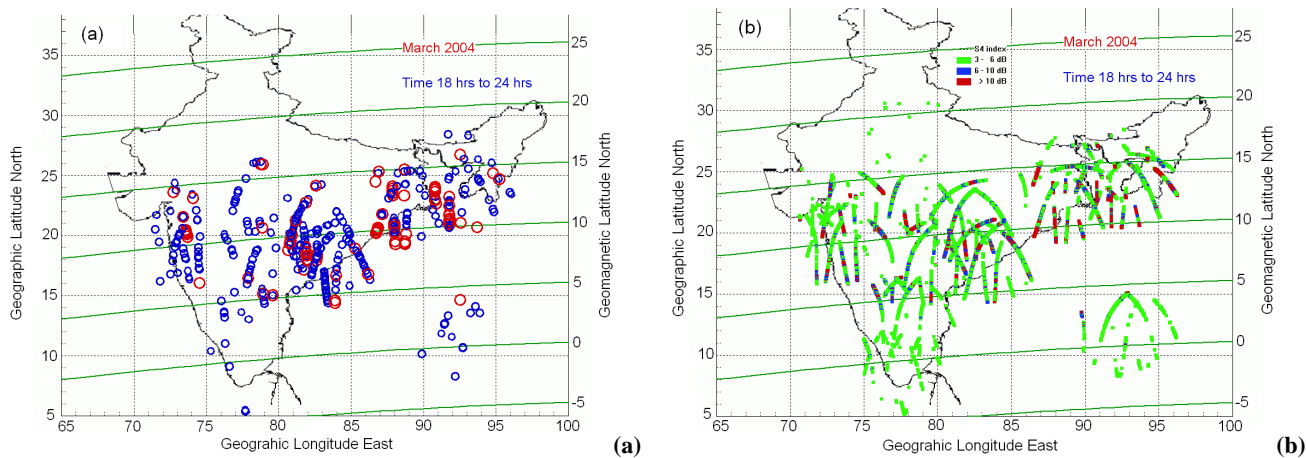 (a)
March 2004
Time 18 hrs to 24 hrs
Geographic Latitude North
35
30
25
20
15
10
5
25
20
15
10
5
0
-5
Geomagnetic Latitude North
65 70 75 80 85 90 95 100
Geograhic Longitude East
(a)
(b)
S4 index
3 - 6 dB
6 - 10 dB
> 10 dB
March 2004
Time 18 hrs to 24 hrs
Geographic Latitude North
35
30
25
20
15
10
5
25
20
15
10
5
0
-5
Geomagnetic Latitude North
65 70 75 80 85 90 95 100
Geograhic Longitude East
(b)